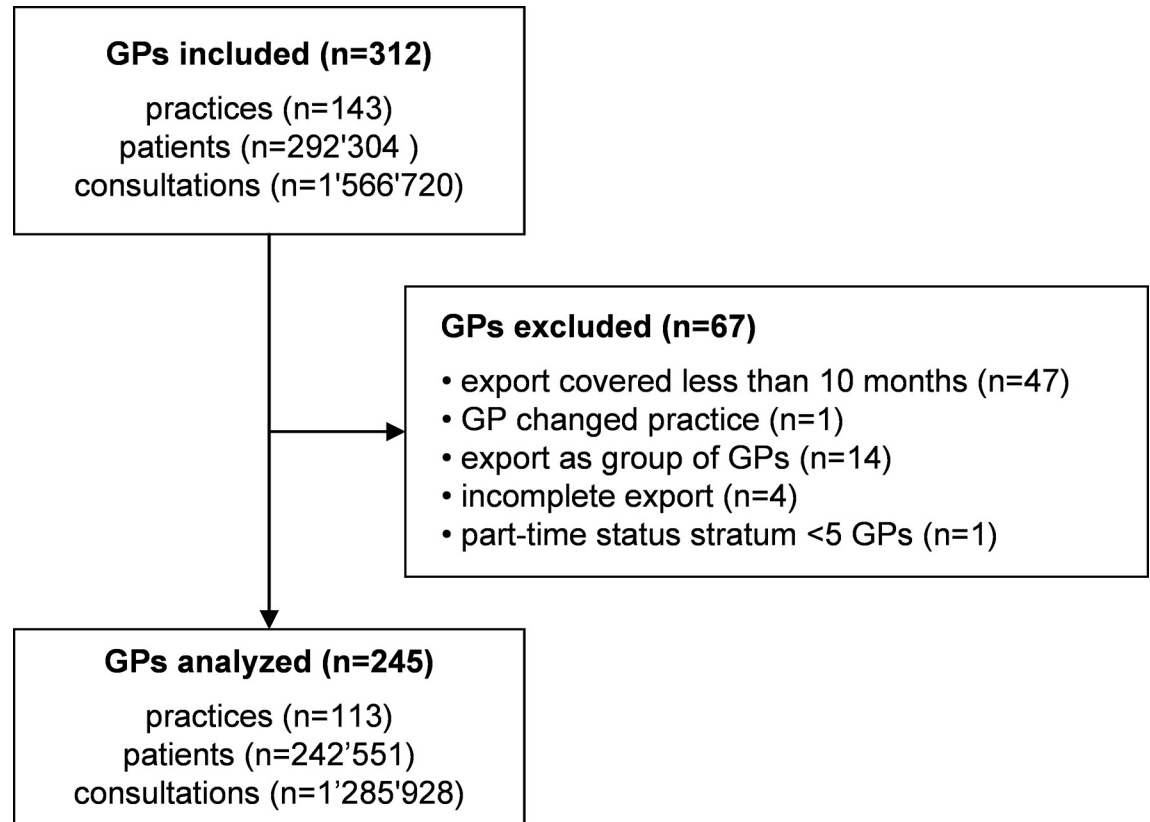 GPs included (n=312)
practices (n=143)
patients (n=292'304 )
consultations (n=1'566'720)
GPs excluded (n=67)
• export covered less than 10 months (n=47)
• GP changed practice (n=1)
• export as group of GPs (n=14)
• incomplete export (n=4)
• part-time status stratum <5 GPs (n=1)
GPs analyzed (n=245)
practices (n=113)
patients (n=242’551)
consultations (n=1’285'928)